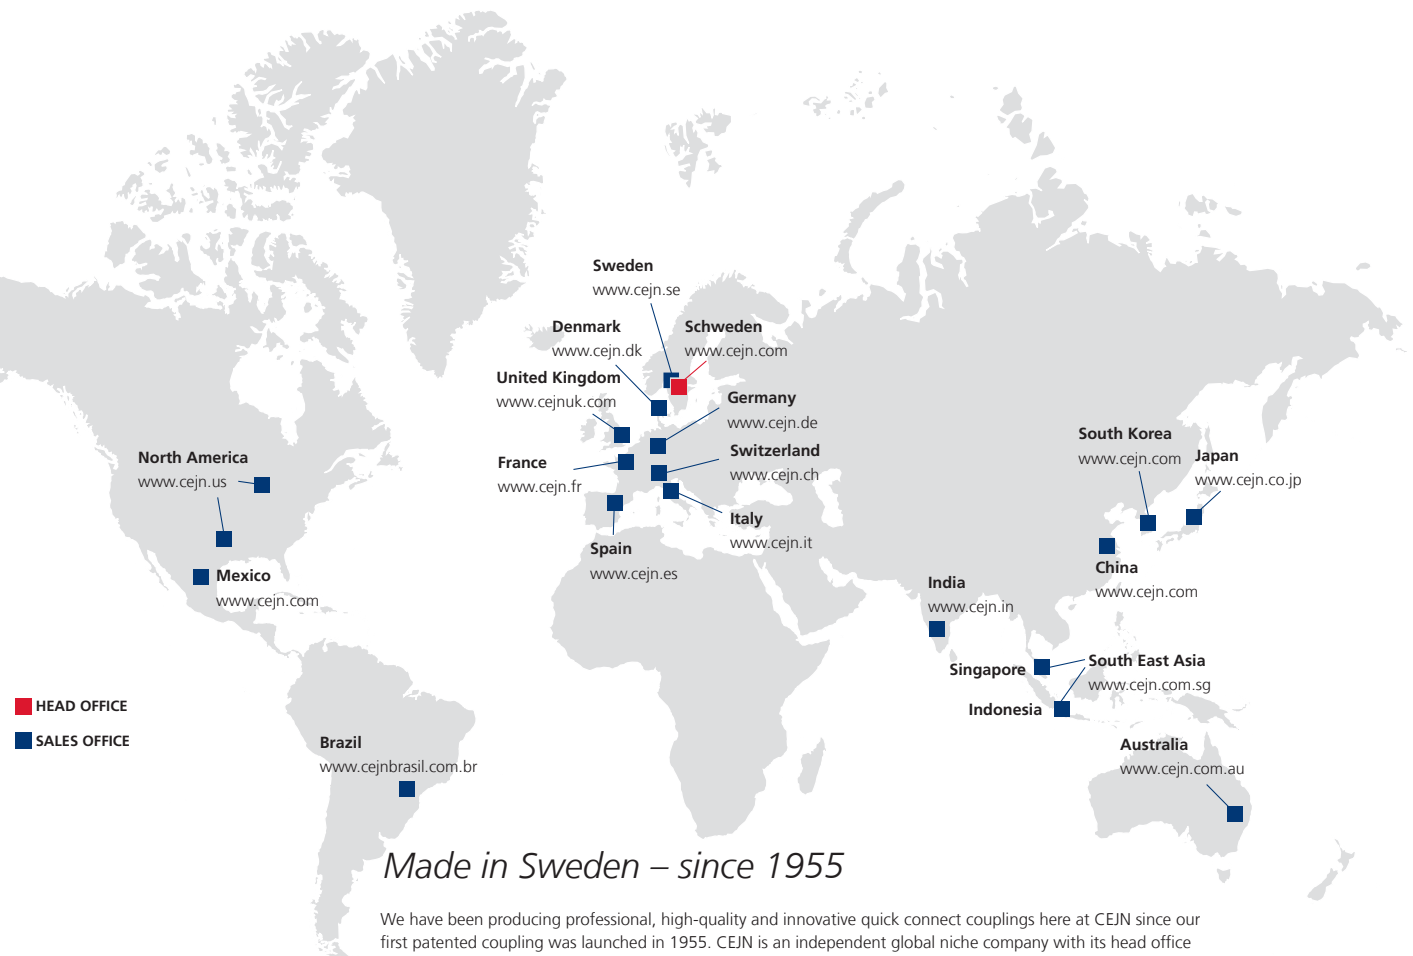 Sweden
www.cejn.se
Denmark
www.cejn.dk
Schweden
www.cejn.com
United Kingdom
www.cejnuk.com
Germany
www.cejn.de
France
www.cejn.fr
Switzerland
www.cejn.ch
Italy
www.cejn.it
Spain
www.cejn.es
North America
www.cejn.us
Mexico
www.cejn.com
South Korea
www.cejn.com
Japan
www.cejn.co.jp
China
www.cejn.com
India
www.cejn.in
Singapore
South East Asia
www.cejn.com.sg
Indonesia
HEAD OFFICE
SALES OFFICE
Brazil
www.cejnbrasil.com.br
Australia
www.cejn.com.au
Made in Sweden – since 1955
We have been producing professional, high-quality and innovative quick connect couplings here at CEJN since our
first patented coupling was launched in 1955. CEJN is an independent global niche company with its head office